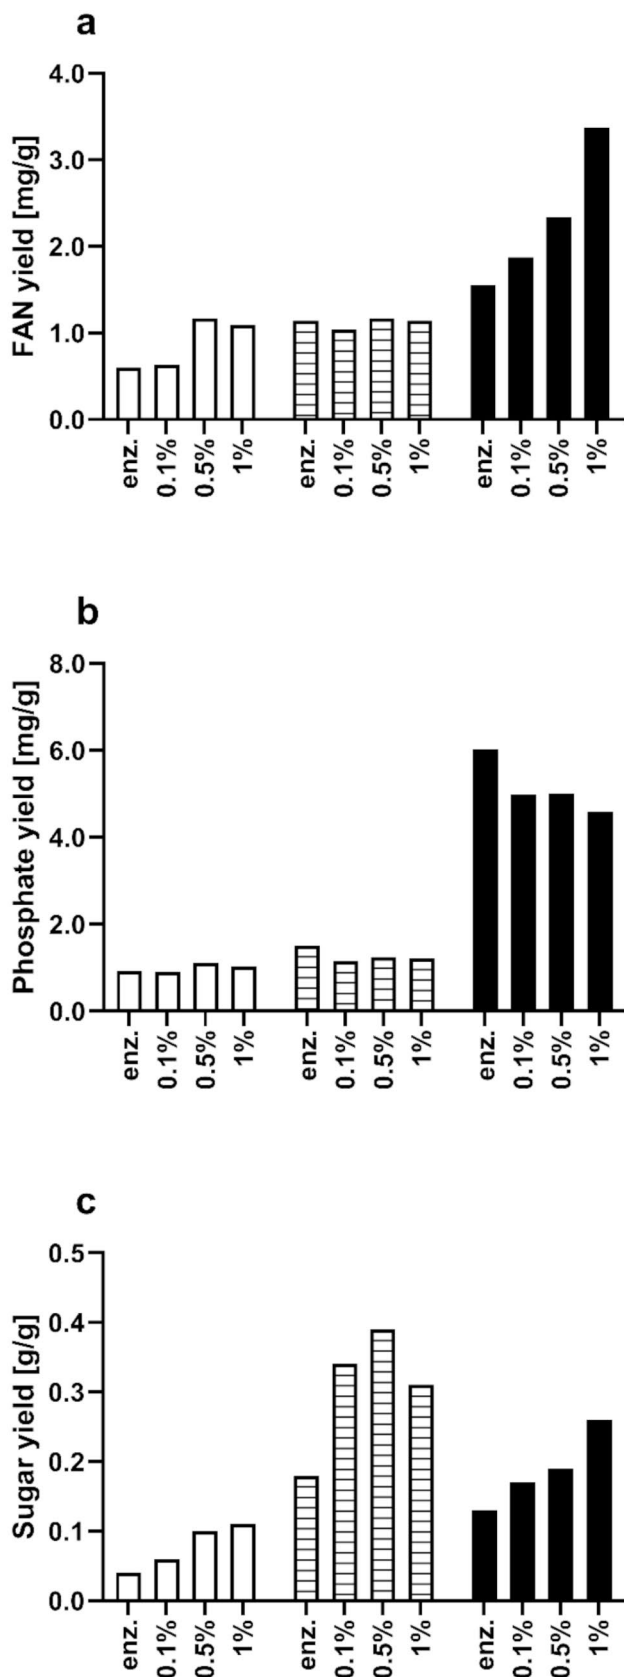 a
FAN yield [mg/g]
4.0
3.0
2.0
1.0
0.0
enz. 0.1% 0.5% 1% enz. 0.1% 0.5% 1% enz. 0.1% 0.5% 1%
b
Phosphate yield [mg/g]
8.0
6.0
4.0
2.0
0.0
enz. 0.1% 0.5% 1% enz. 0.1% 0.5% 1% enz. 0.1% 0.5% 1%
c
Sugar yield [g/g]
0.5
0.4
0.3
0.2
0.1
0.0
enz. 0.1% 0.5% 1% enz. 0.1% 0.5% 1% enz. 0.1% 0.5% 1%